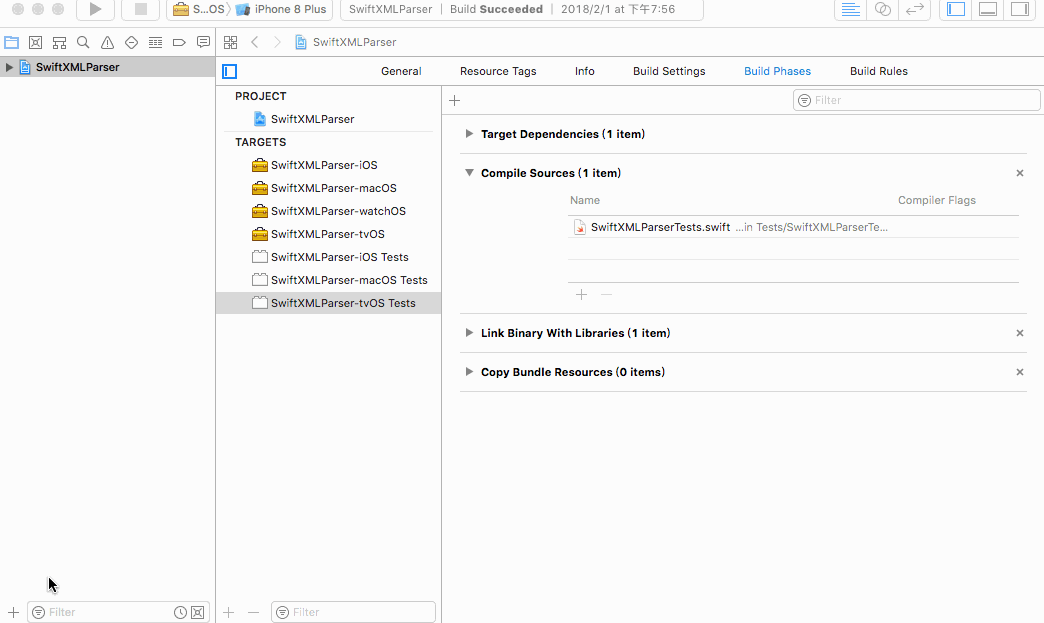 S...OS 〉 iPhone 8 Plus
SwiftXMLParser | Build Succeeded | 2018/2/1 at 下午7:56
SwiftXMLParser
SwiftXMLParser
General Resource Tags Info Build Settings Build Phases Build Rules
PROJECT
SwiftXMLParser
TARGETS
SwiftXMLParser-iOS
SwiftXMLParser-macOS
SwiftXMLParser-watchOS
SwiftXMLParser-tvOS
SwiftXMLParser-iOS Tests
SwiftXMLParser-macOS Tests
SwiftXMLParser-tvOS Tests
Filter
Target Dependencies (1 item)
Compile Sources (1 item)
Name Compiler Flags
SwiftXMLParserTests.swift ...in Tests/SwiftXMLParserTe...
Link Binary With Libraries (1 item)
Copy Bundle Resources (0 items)
Filter
Filter